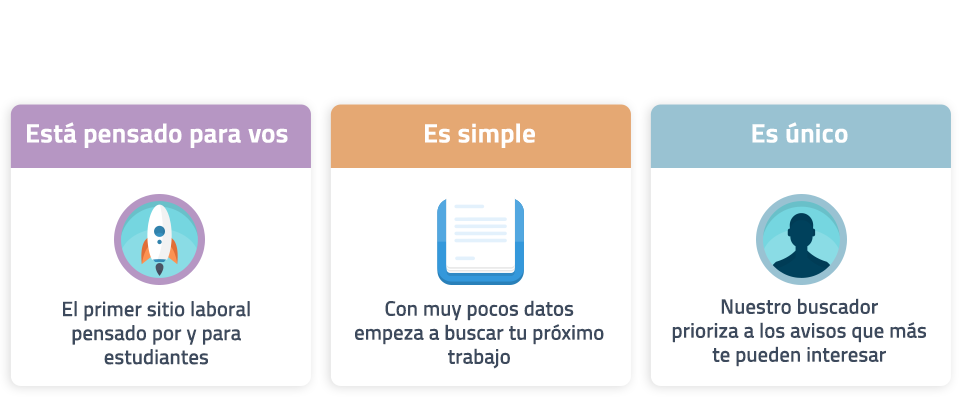 Está pensado para vos
El primer sitio laboral
pensado por y para
estudiantes
Es simple
Con muy pocos datos
empeza a buscar tu próximo
trabajo
Es único
Nuestro buscador
prioriza a los avisos que más
te pueden interesar